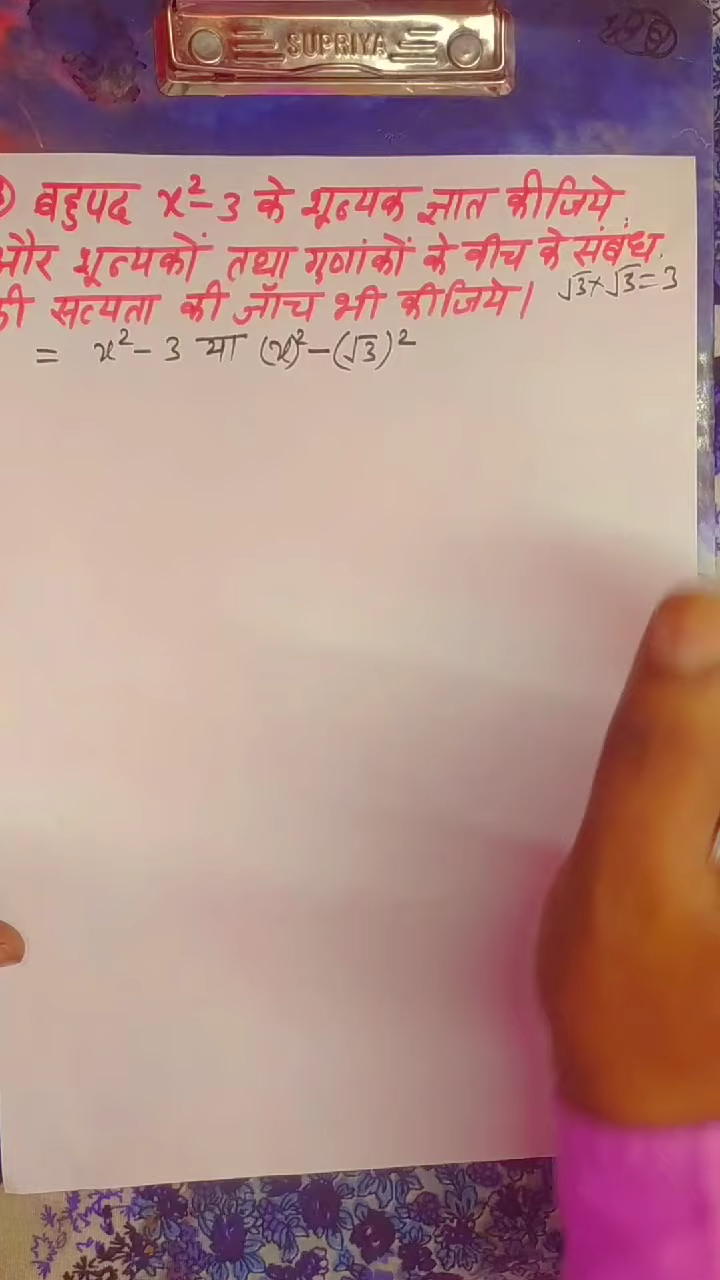 SUPRIYA
बहुपद x²-3 के शून्यक ज्ञात कीजिये
और शून्यकों तथा गुणांकों के बीच के संबंध
की सत्यता की जाँच भी कीजिये।
√3×√3=3
= x²-3 या (x)²-(√3)²